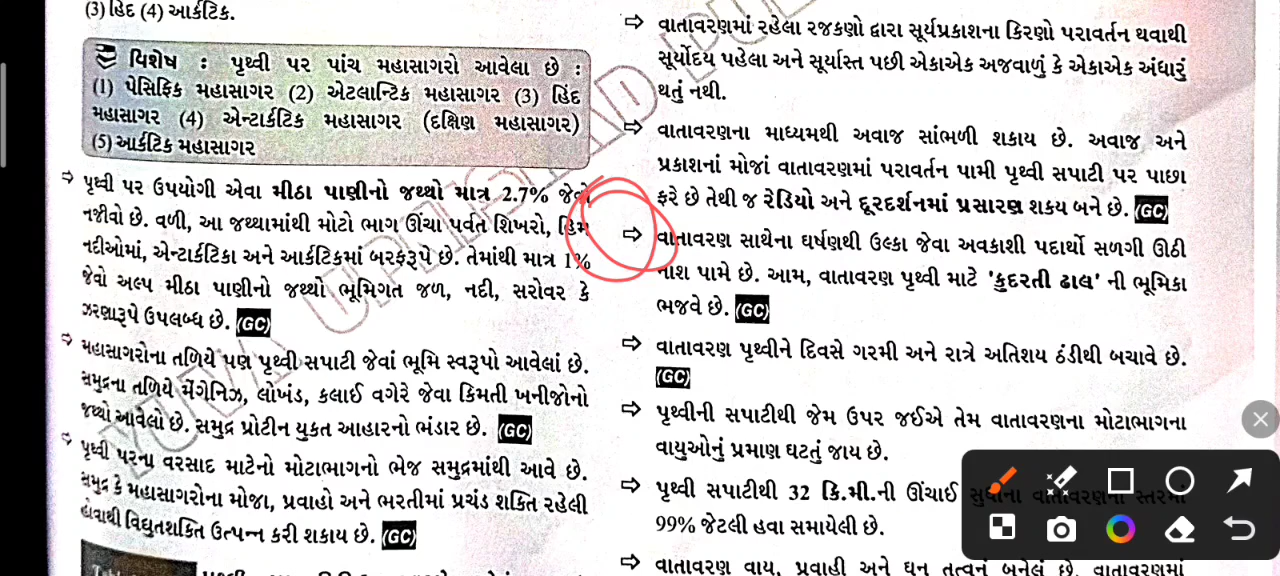 (3) હિંદ (4) આર્કટિક.
વિશેષ : પૃથ્વી પર પાંચ મહાસાગરો આવેલા છે :
(1) પેસિફિક મહાસાગર (2) એટલાન્ટિક મહાસાગર (3) હિંદ
મહાસાગર (4) એન્ટાર્કટિક મહાસાગર (દક્ષિણ મહાસાગર)
(5) આર્કટિક મહાસાગર
⇨ પૃથ્વી પર ઉપયોગી એવા મીઠા પાણીનો જથ્થો માત્ર 2.7% જેવો
નજીવો છે. વળી, આ જથ્થામાંથી મોટો ભાગ ઊંચા પર્વત શિખરો, હિમ
નદીઓમાં, એન્ટાર્કટિકા અને આર્કટિકમાં બરફરૂપે છે. તેમાંથી માત્ર 1%
જેવો અલ્પ મીઠા પાણીનો જથ્થો ભૂમિગત જળ, નદી, સરોવર કે
ઝરણારૂપે ઉપલબ્ધ છે. (GC)
⇨ મહાસાગરોના તળિયે પણ પૃથ્વી સપાટી જેવાં ભૂમિ સ્વરૂપો આવેલાં છે.
સમુદ્રના તળિયે મેંગેનિઝ, લોખંડ, કલાઈ વગેરે જેવા કિમતી ખનીજોનો
જથ્થો આવેલો છે. સમુદ્ર પ્રોટીન યુકત આહારનો ભંડાર છે. (GC)
⇨ પૃથ્વી પરના વરસાદ માટેનો મોટાભાગનો ભેજ સમુદ્રમાંથી આવે છે.
સમુદ્ર કે મહાસાગરોના મોજા, પ્રવાહો અને ભરતીમાં પ્રચંડ શક્તિ રહેલી
હોવાથી વિદ્યુતશક્તિ ઉત્પન્ન કરી શકાય છે. (GC)
⇨ વાતાવરણમાં રહેલા રજકણો દ્વારા સૂર્યપ્રકાશના કિરણો પરાવર્તન થવાથી
સૂર્યોદય પહેલા અને સૂર્યાસ્ત પછી એકાએક અજવાળું કે એકાએક અંધારું
થતું નથી.
⇨ વાતાવરણના માધ્યમથી અવાજ સાંભળી શકાય છે. અવાજ અને
પ્રકાશનાં મોજાં વાતાવરણમાં પરાવર્તન પામી પૃથ્વી સપાટી પર પાછા
ફરે છે તેથી જ રેડિયો અને દૂરદર્શનમાં પ્રસારણ શકય બને છે. (GC)
⇨ વાતાવરણ સાથેના ઘર્ષણથી ઉલ્કા જેવા અવકાશી પદાર્થો સળગી ઊઠી
નાશ પામે છે. આમ, વાતાવરણ પૃથ્વી માટે 'કુદરતી ઢાલ' ની ભૂમિકા
ભજવે છે. (GC)
⇨ વાતાવરણ પૃથ્વીને દિવસે ગરમી અને રાત્રે અતિશય ઠંડીથી બચાવે છે.
(GC)
⇨ પૃથ્વીની સપાટીથી જેમ ઉપર જઈએ તેમ વાતાવરણના મોટાભાગના
વાયુઓનું પ્રમાણ ઘટતું જાય છે.
⇨ પૃથ્વી સપાટીથી 32 કિ.મી.ની ઊંચાઈ સુધીના વાતાવરણના સ્તરમાં
99% જેટલી હવા સમાયેલી છે.
⇨ વાતાવરણ વાયુ, પ્રવાહી અને ઘન તત્વનું બનેલું છે. વાતાવરણમાં